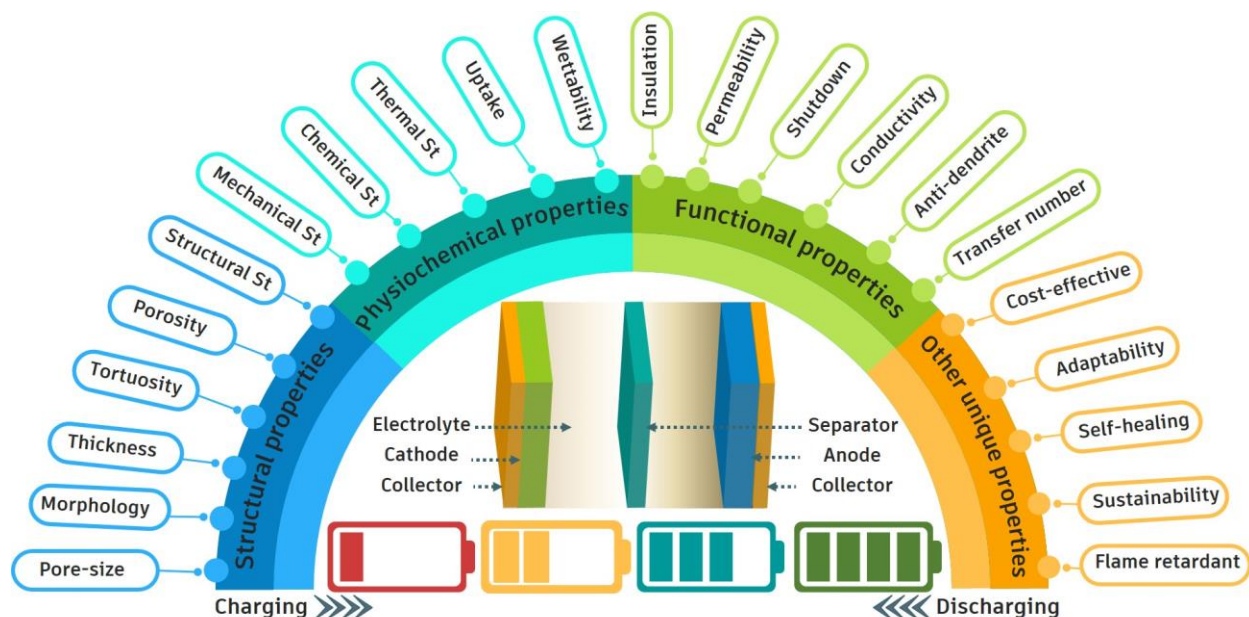 Pore-size
Morphology
Thickness
Tortuosity
Porosity
Structural St
Mechanical St
Chemical St
Thermal St
Uptake
Wettability
Insulation
Permeability
Shutdown
Conductivity
Anti-dendrite
Transfer number
Cost-effective
Adaptability
Self-healing
Sustainability
Flame retardant
Structural properties
Physiochemical properties
Functional properties
Other unique properties
Electrolyte
Cathode
Collector
Separator
Anode
Collector
Charging
Discharging